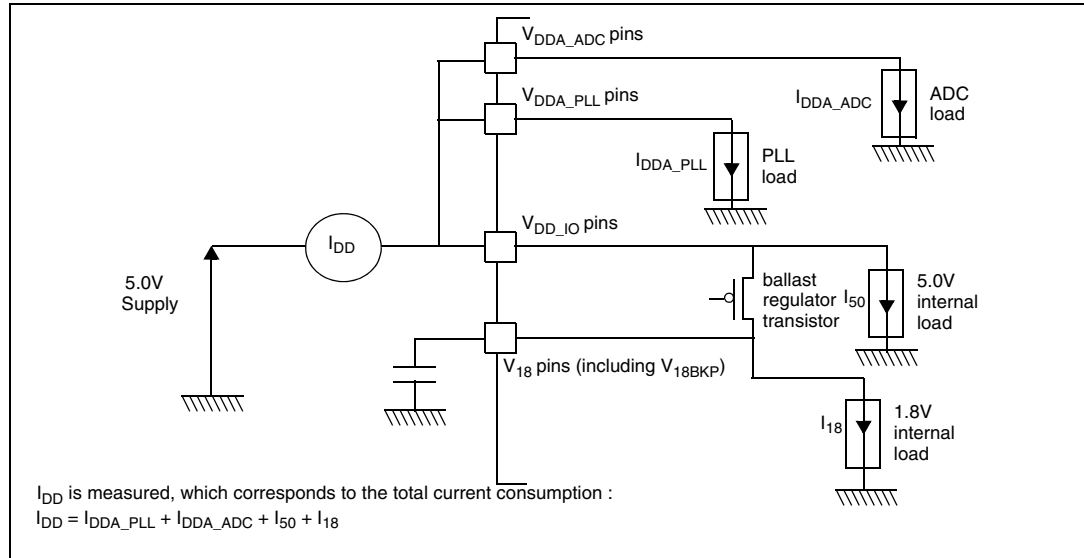 VDDA_ADC pins
IDDA_ADC
ADC
load
VDDA_PLL pins
IDDA_PLL
PLL
load
VDD_IO pins
IDD
5.0V
Supply
ballast
regulator
transistor
I50
5.0V
internal
load
V18 pins (including V18BKP)
I18
1.8V
internal
load
IDD is measured, which corresponds to the total current consumption :
IDD = IDDA_PLL + IDDA_ADC + I50 + I18